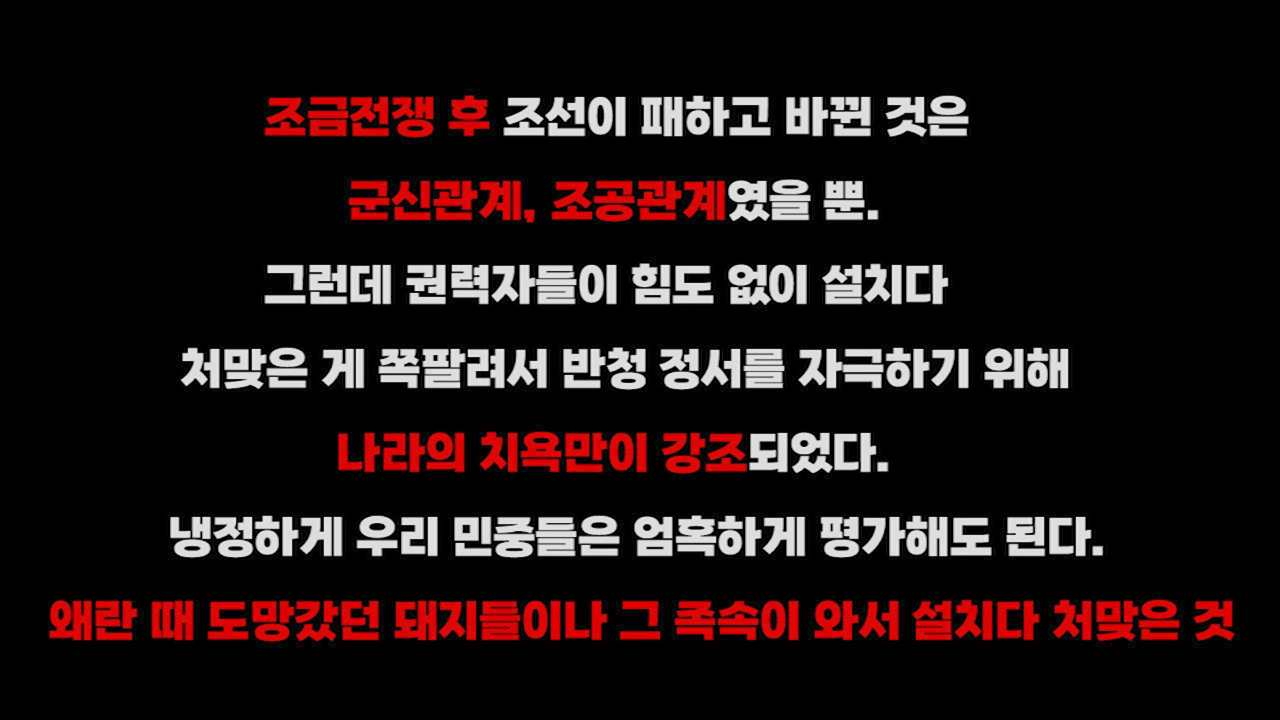 조금전쟁 후 조선이 패하고 바뀐 것은
군신관계, 조공관계였을 뿐.
그런데 권력자들이 힘도 없이 설치다
처맞은 게 쪽팔려서 반청 정서를 자극하기 위해
나라의 치욕만이 강조되었다.
냉정하게 우리 민중들은 엄혹하게 평가해도 된다.
왜란 때 도망갔던 돼지들이나 그 족속이 와서 설치다 처맞은 것